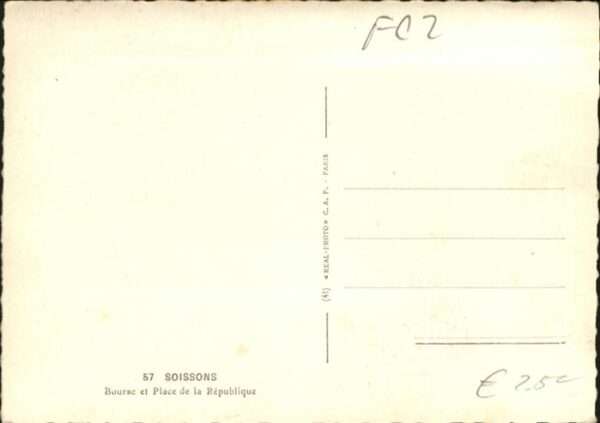 FC2
(41) «REAL-PHOTO» C. A. P. - PARIS
57 SOISSONS
Bourse et Place de la République
€ 2.50